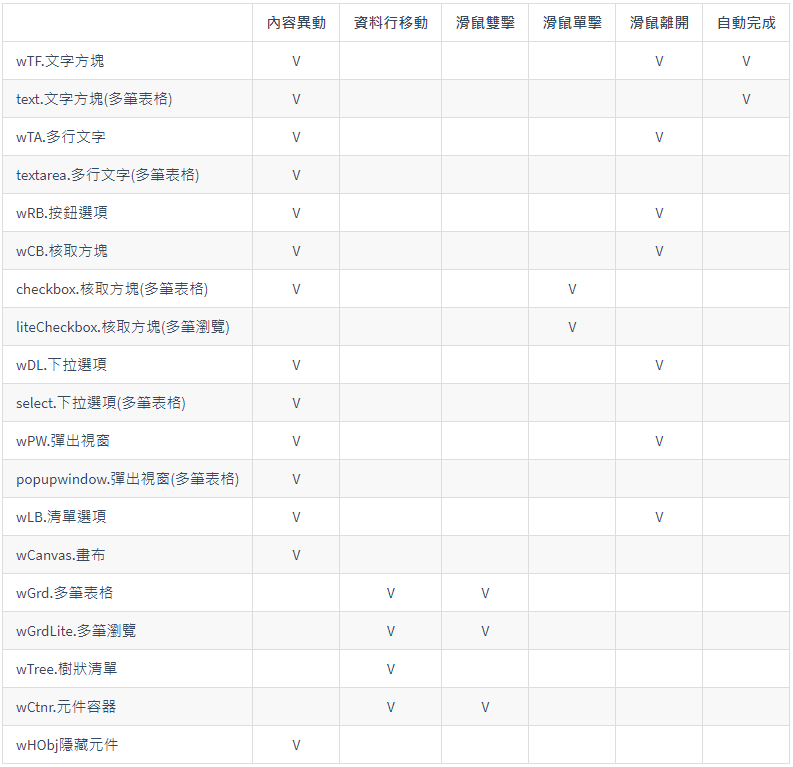 內容異動 資料行移動 滑鼠雙擊 滑鼠單擊 滑鼠離開 自動完成
wTF.文字方塊 V V V
text.文字方塊(多筆表格) V V
wTA.多行文字 V V
textarea.多行文字(多筆表格) V
wRB.按鈕選項 V V
wCB.核取方塊 V V
checkbox.核取方塊(多筆表格) V V
liteCheckbox.核取方塊(多筆瀏覽) V
wDL.下拉選項 V V
select.下拉選項(多筆表格) V
wPW.彈出視窗 V V
popupwindow.彈出視窗(多筆表格) V
wLB.清單選項 V V
wCanvas.畫布 V
wGrd.多筆表格 V V
wGrdLite.多筆瀏覽 V V
wTree.樹狀清單 V
wCtnr.元件容器 V V
wHObj隱藏元件 V